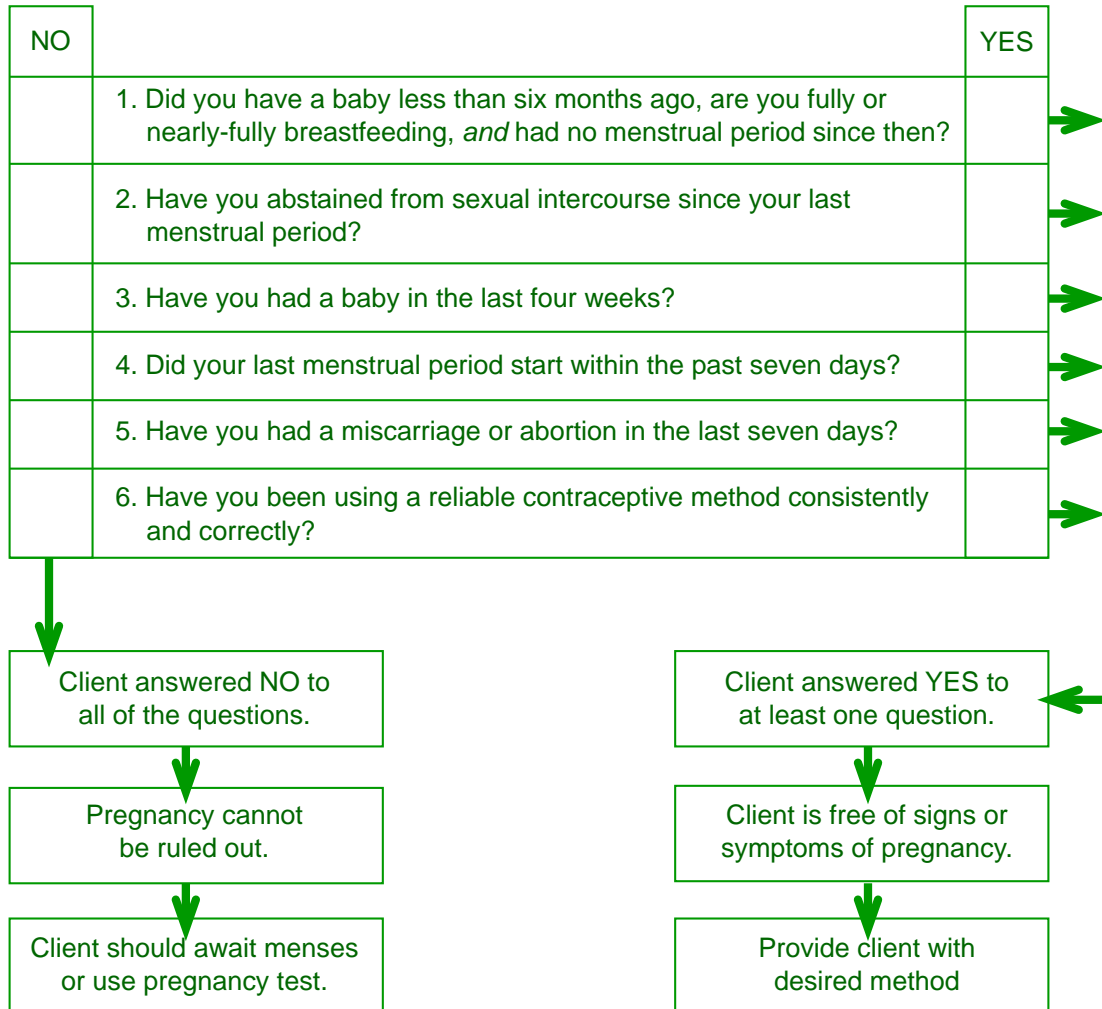 NO
YES
1. Did you have a baby less than six months ago, are you fully or
nearly-fully breastfeeding, and had no menstrual period since then?
2. Have you abstained from sexual intercourse since your last
menstrual period?
3. Have you had a baby in the last four weeks?
4. Did your last menstrual period start within the past seven days?
5. Have you had a miscarriage or abortion in the last seven days?
6. Have you been using a reliable contraceptive method consistently
and correctly?
Client answered NO to
all of the questions.
Pregnancy cannot
be ruled out.
Client should await menses
or use pregnancy test.
Client answered YES to
at least one question.
Client is free of signs or
symptoms of pregnancy.
Provide client with
desired method